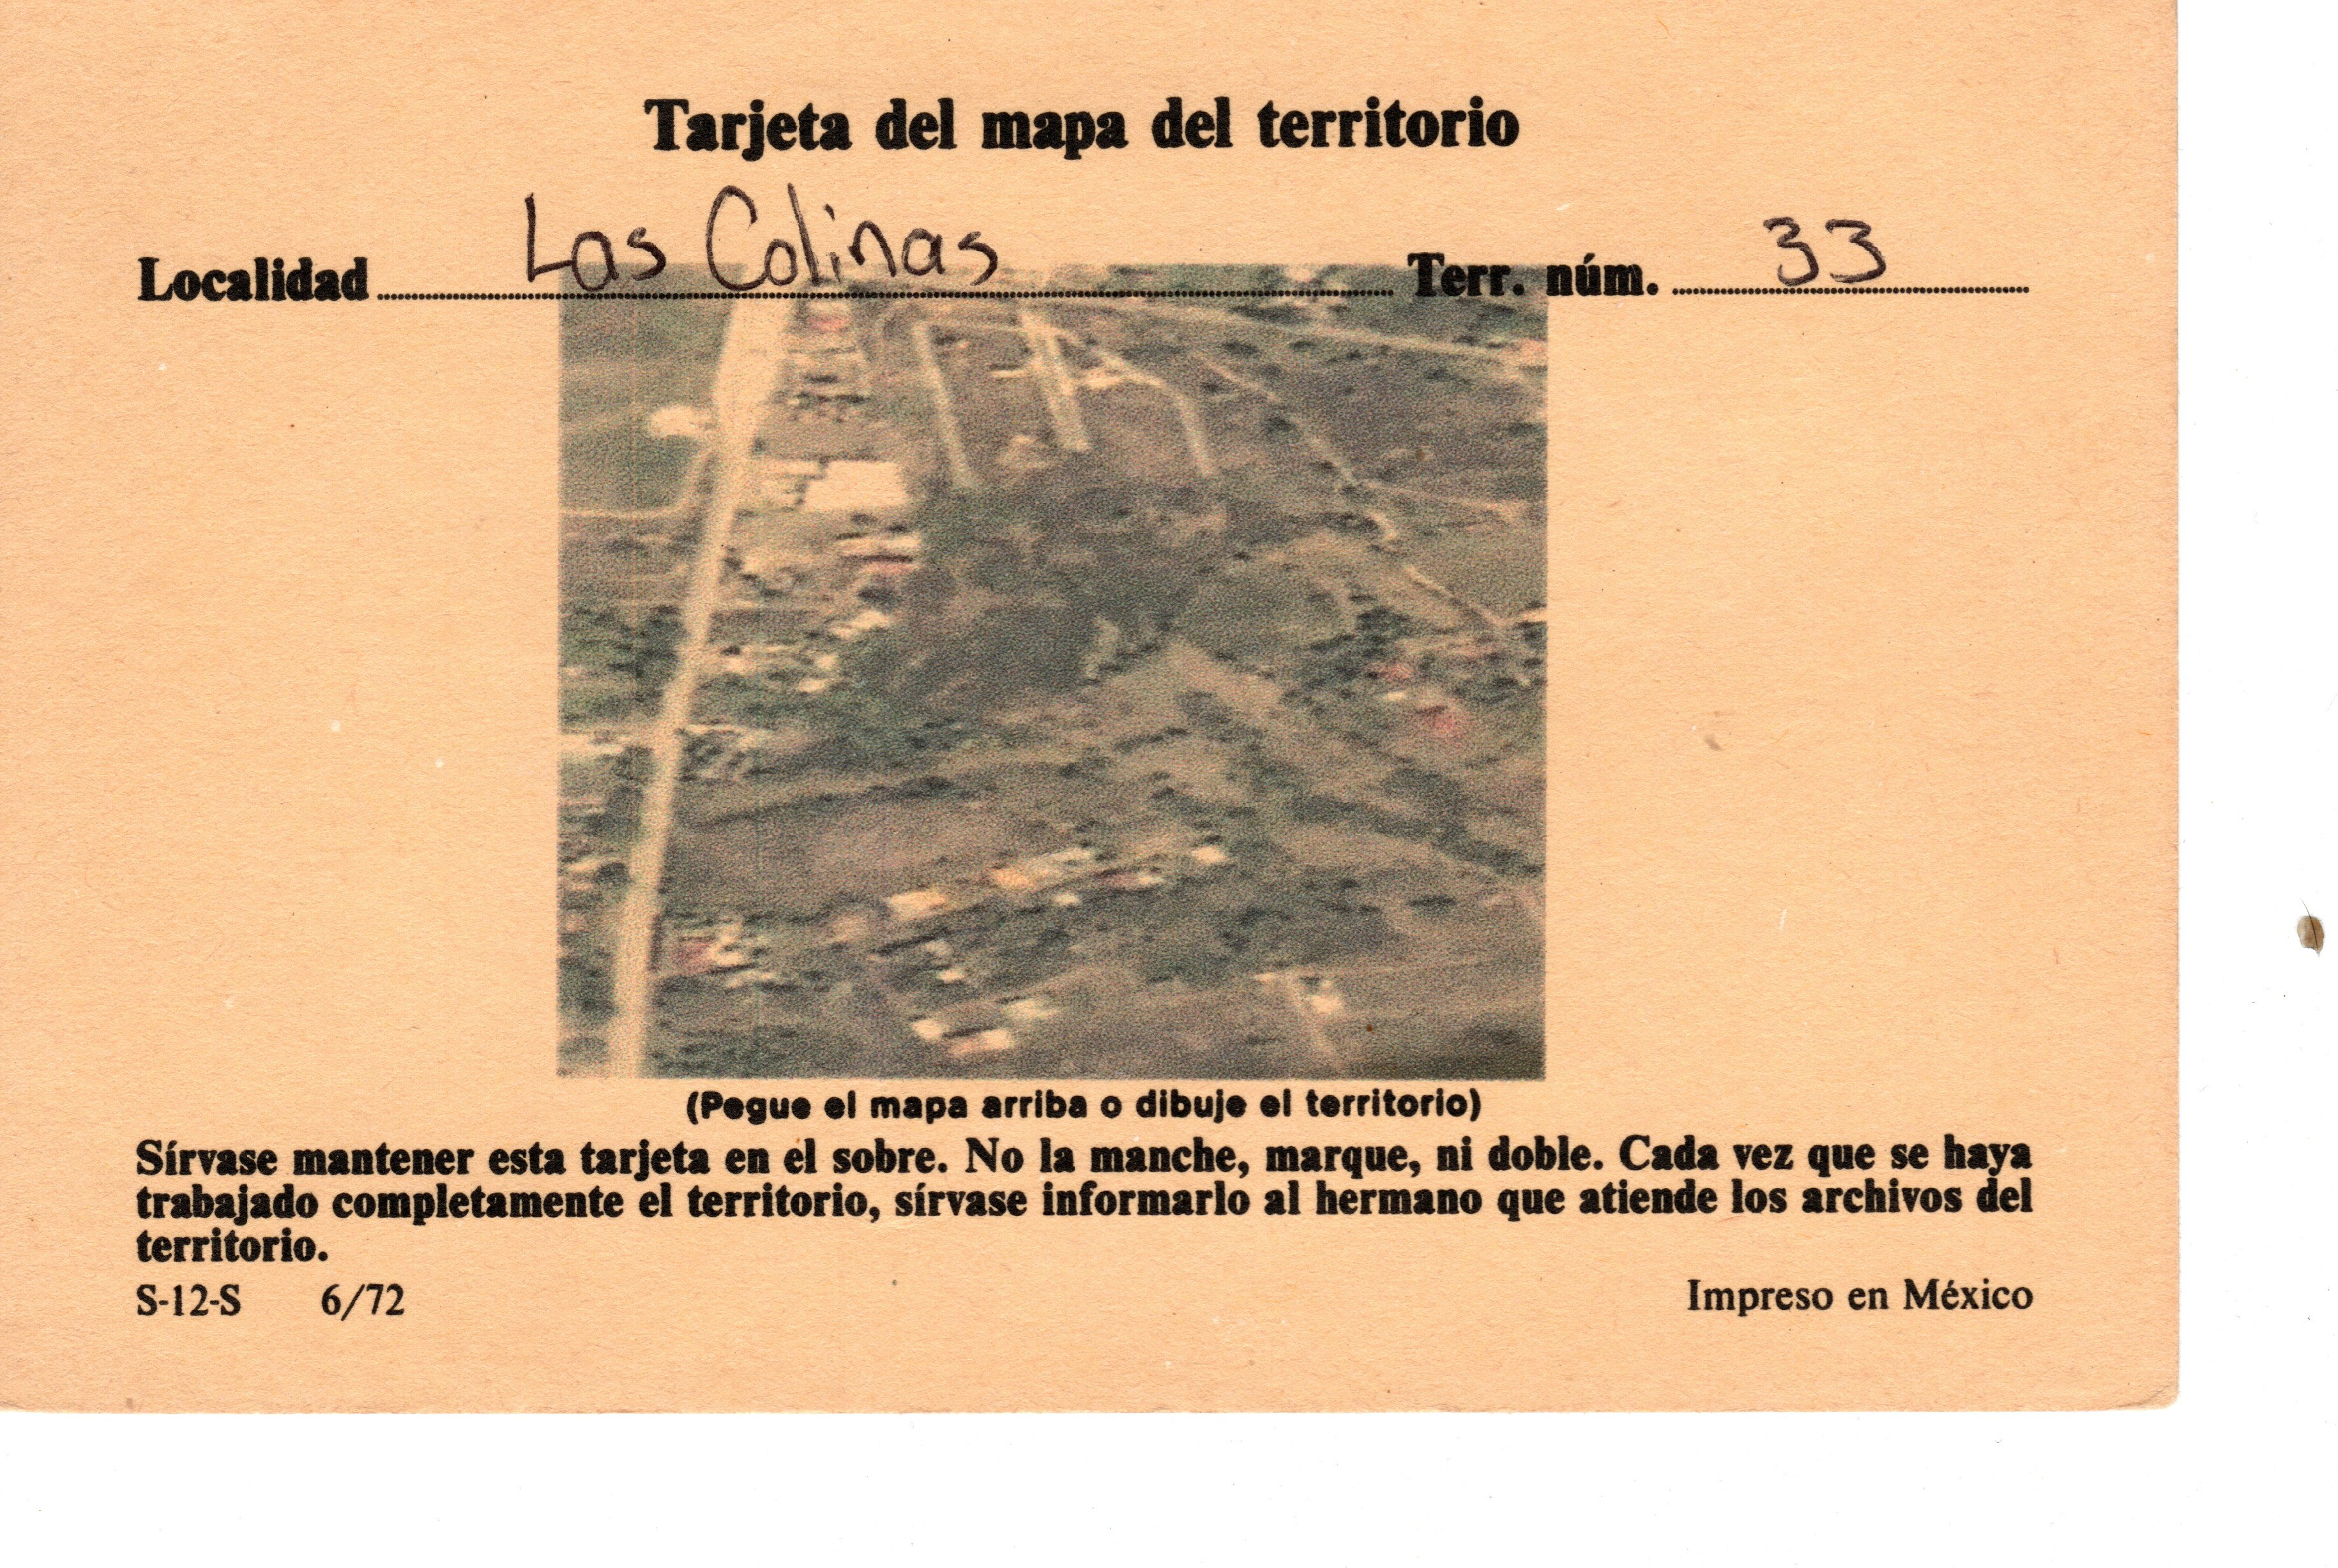 Tarjeta del mapa del territorio
Localidad Las Colinas Terr. núm. 33
(Pegue el mapa arriba o dibuje el territorio)
Sírvase mantener esta tarjeta en el sobre. No la manche, marque, ni doble. Cada vez que se haya
trabajado completamente el territorio, sírvase informarlo al hermano que atiende los archivos del
territorio.
S-12-S 6/72 Impreso en México